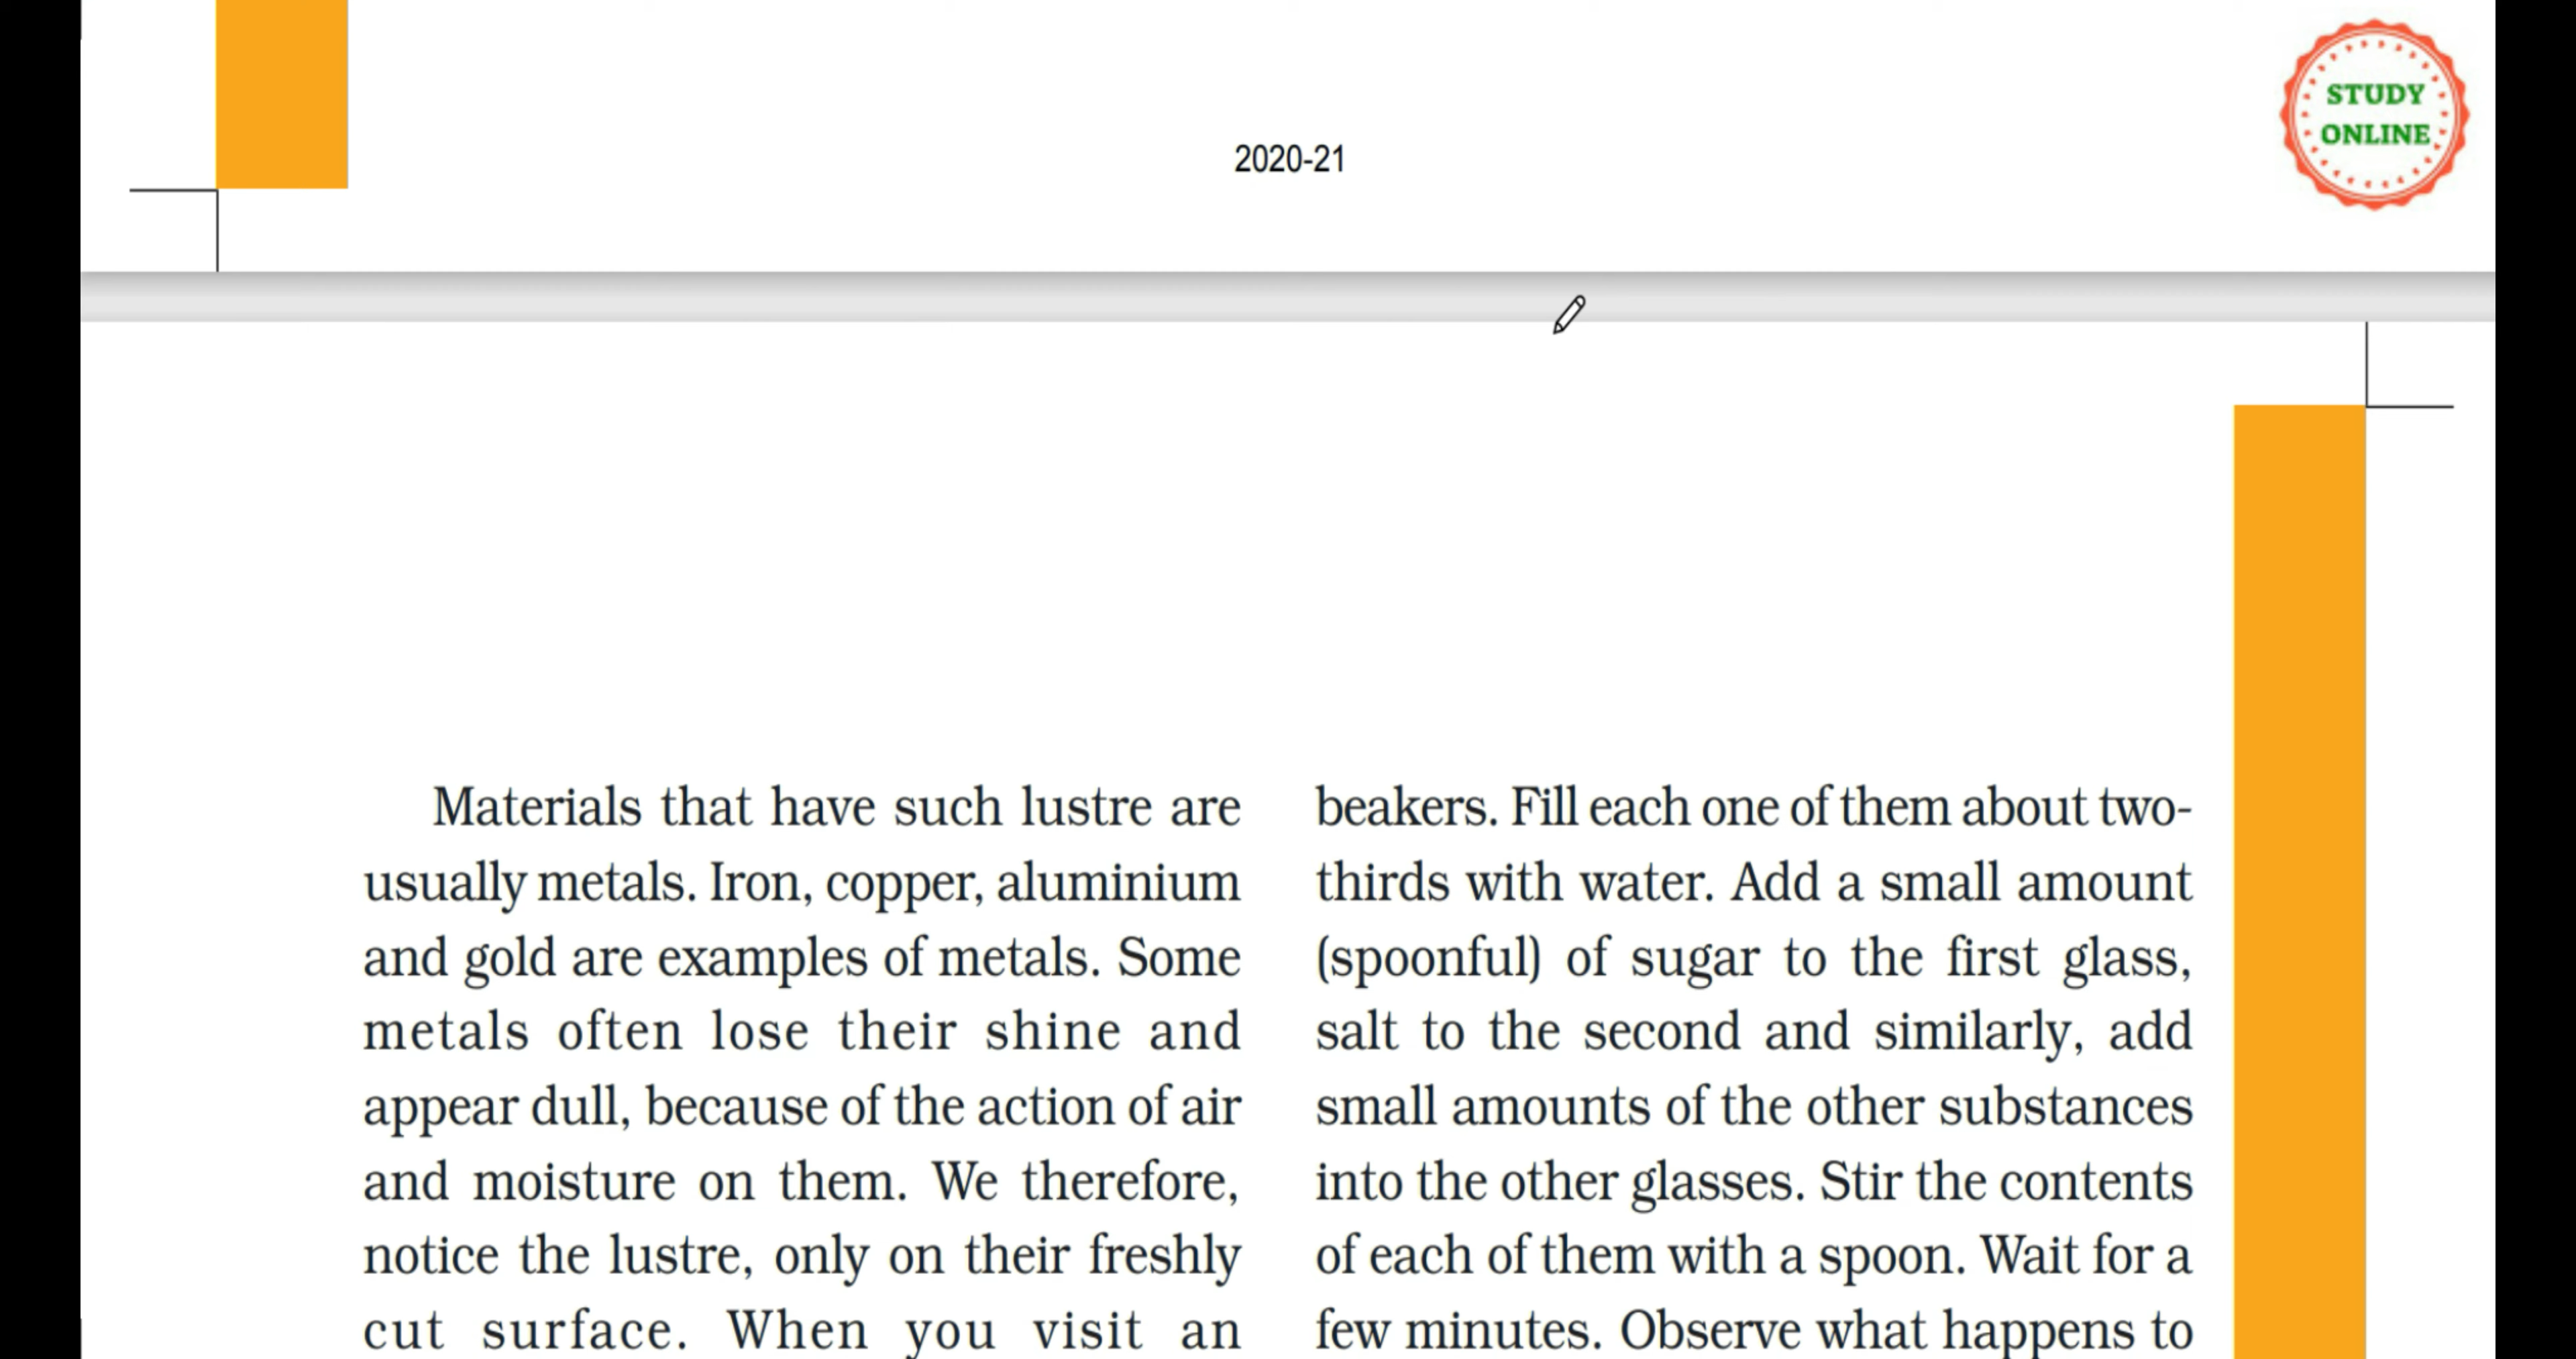 2020-21
STUDY
ONLINE
Materials that have such lustre are
usually metals. Iron, copper, aluminium
and gold are examples of metals. Some
metals often lose their shine and
appear dull, because of the action of air
and moisture on them. We therefore,
notice the lustre, only on their freshly
cut surface. When you visit an
beakers. Fill each one of them about two-
thirds with water. Add a small amount
(spoonful) of sugar to the first glass,
salt to the second and similarly, add
small amounts of the other substances
into the other glasses. Stir the contents
of each of them with a spoon. Wait for a
few minutes. Observe what happens to